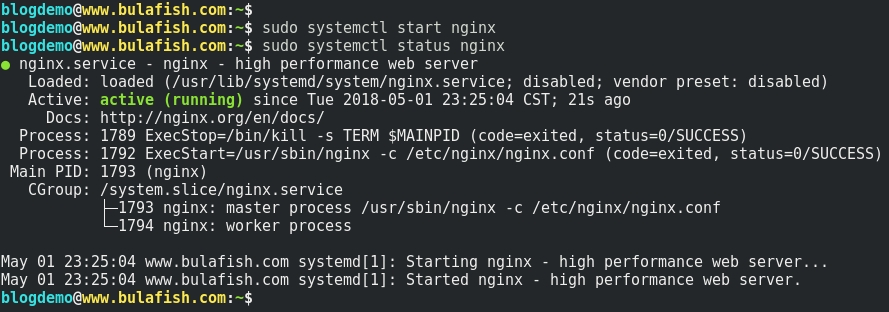 blogdemo@www.bulafish.com:~$
blogdemo@www.bulafish.com:~$ sudo systemctl start nginx
blogdemo@www.bulafish.com:~$ sudo systemctl status nginx
● nginx.service - nginx - high performance web server
   Loaded: loaded (/usr/lib/systemd/system/nginx.service; disabled; vendor preset: disabled)
   Active: active (running) since Tue 2018-05-01 23:25:04 CST; 21s ago
     Docs: http://nginx.org/en/docs/
  Process: 1789 ExecStop=/bin/kill -s TERM $MAINPID (code=exited, status=0/SUCCESS)
  Process: 1792 ExecStart=/usr/sbin/nginx -c /etc/nginx/nginx.conf (code=exited, status=0/SUCCESS)
 Main PID: 1793 (nginx)
   CGroup: /system.slice/nginx.service
           ├─1793 nginx: master process /usr/sbin/nginx -c /etc/nginx/nginx.conf
           └─1794 nginx: worker process

May 01 23:25:04 www.bulafish.com systemd[1]: Starting nginx - high performance web server...
May 01 23:25:04 www.bulafish.com systemd[1]: Started nginx - high performance web server.
blogdemo@www.bulafish.com:~$